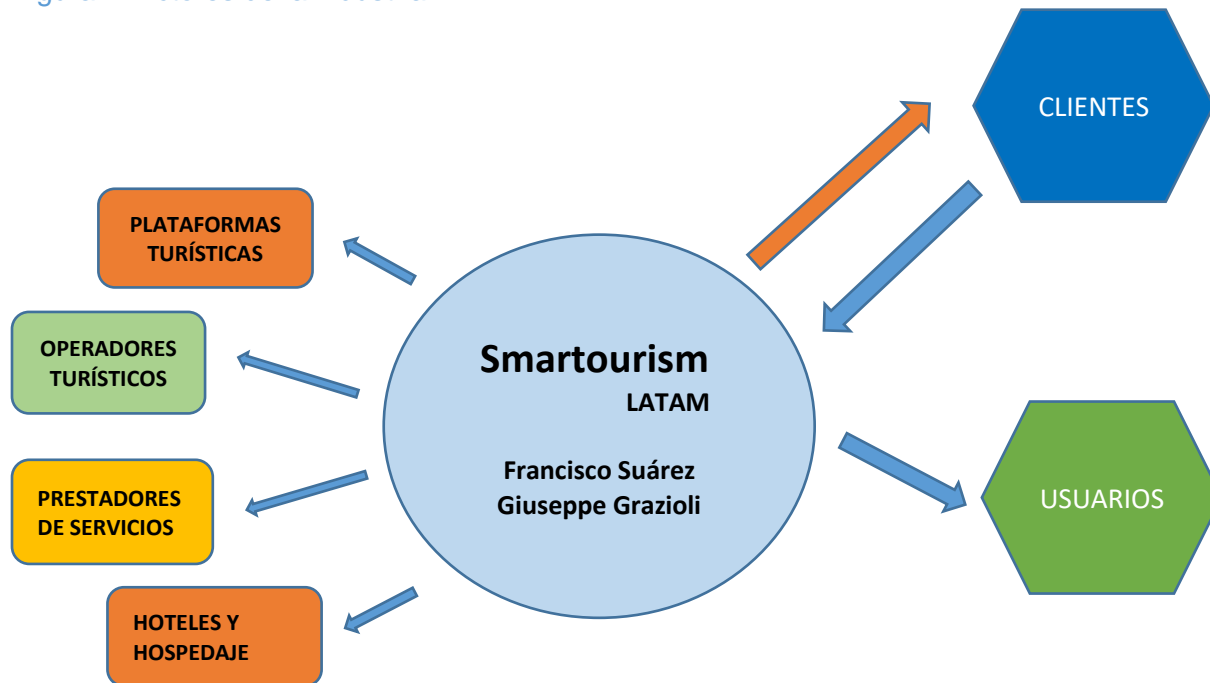 CLIENTES
PLATAFORMAS
TURÍSTICAS
OPERADORES
TURÍSTICOS
Smartourism
LATAM
Francisco Suárez
Giuseppe Grazioli
PRESTADORES
DE SERVICIOS
USUARIOS
HOTELES Y
HOSPEDAJE